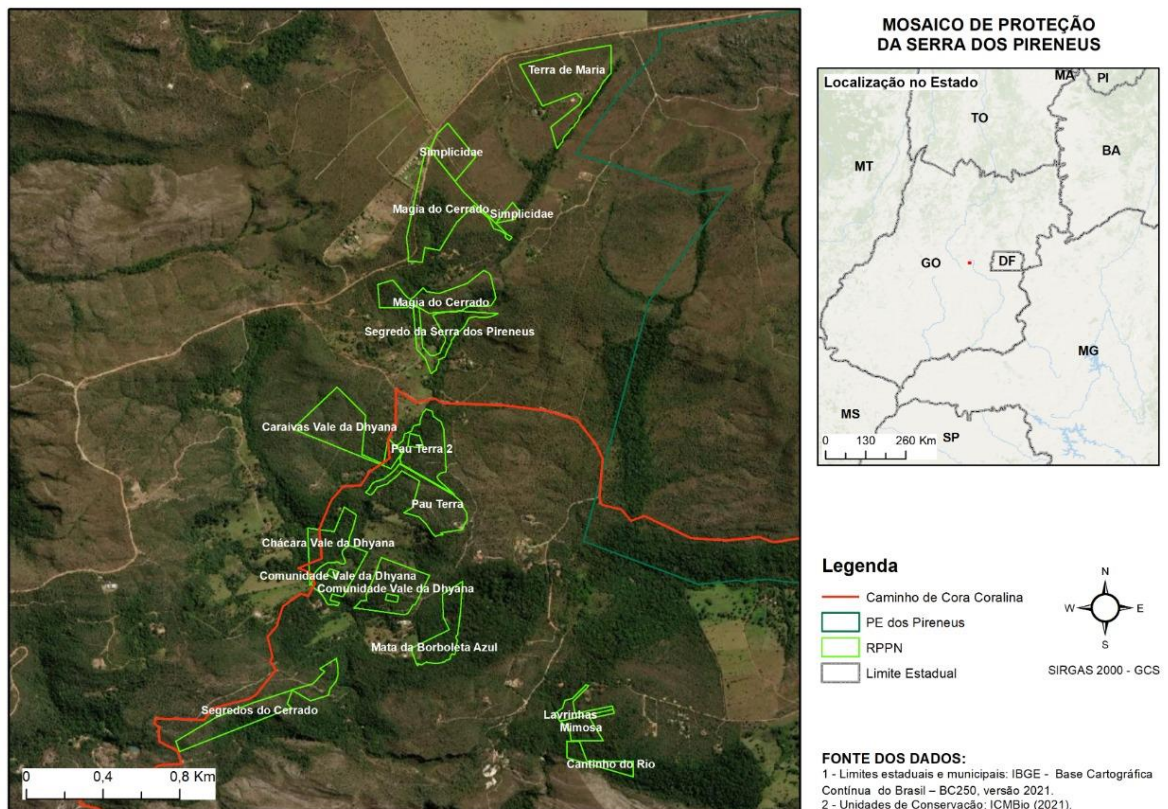 MOSAICO DE PROTEÇÃO
DA SERRA DOS PIRENEUS
Terra de Maria
Simplicidae
Magia do Cerrado
Simplicidae
Magia do Cerrado
Segredo da Serra dos Pireneus
Caraívas Vale da Dhyana
Pau Terra 2
Pau Terra
Chácara Vale da Dhyana
Comunidade Vale da Dhyana
Comunidade Vale da Dhyana
Mata da Borboleta Azul
Segredos do Cerrado
Lavrinhas
Mimosa
Cantinho do Rio
0 0,4 0,8 Km
Localização no Estado
MA
PI
TO
MT
BA
GO
DF
MG
MS
SP
0 130 260 Km
Legenda
Caminho de Cora Coralina
PE dos Pireneus
RPPN
Limite Estadual
N
W
E
S
SIRGAS 2000 - GCS
FONTE DOS DADOS:
1 - Limites estaduais e municipais: IBGE - Base Cartográfica
Contínua do Brasil – BC250, versão 2021.
2 - Unidades de Conservação: ICMBio (2021).